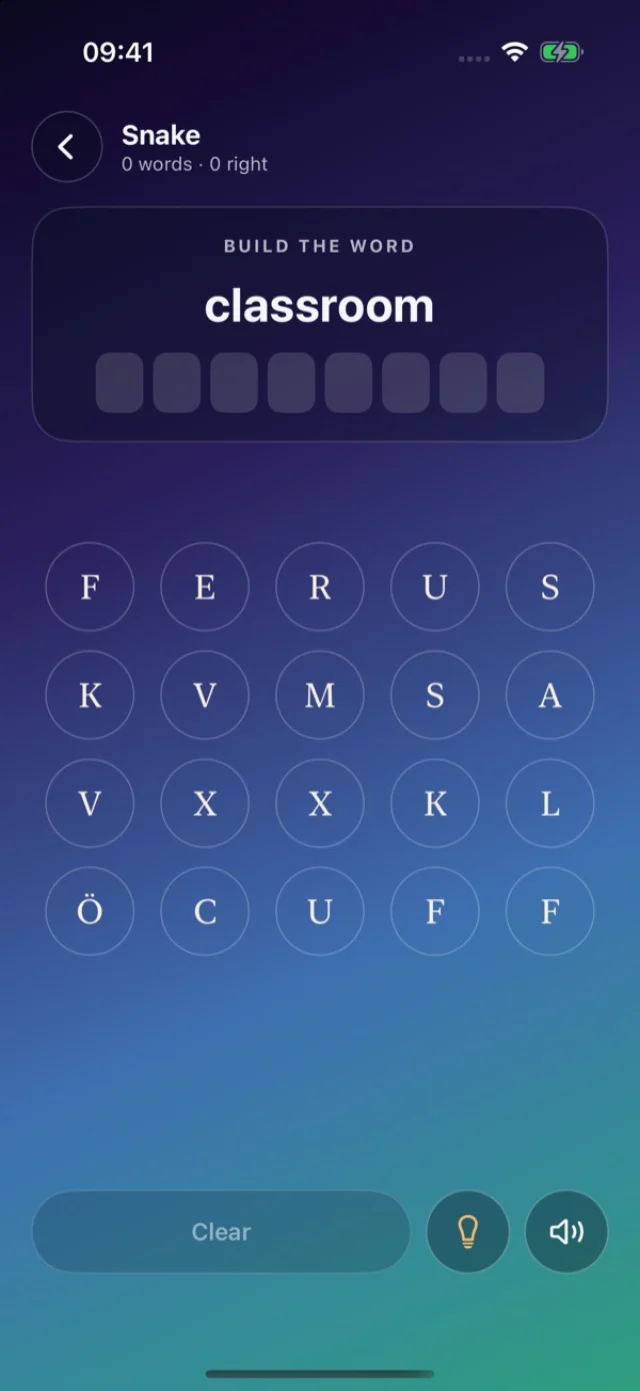 09:41
Snake
0 words · 0 right
BUILD THE WORD
classroom
F E R U S
K V M S A
V X X K L
Ö C U F F
Clear